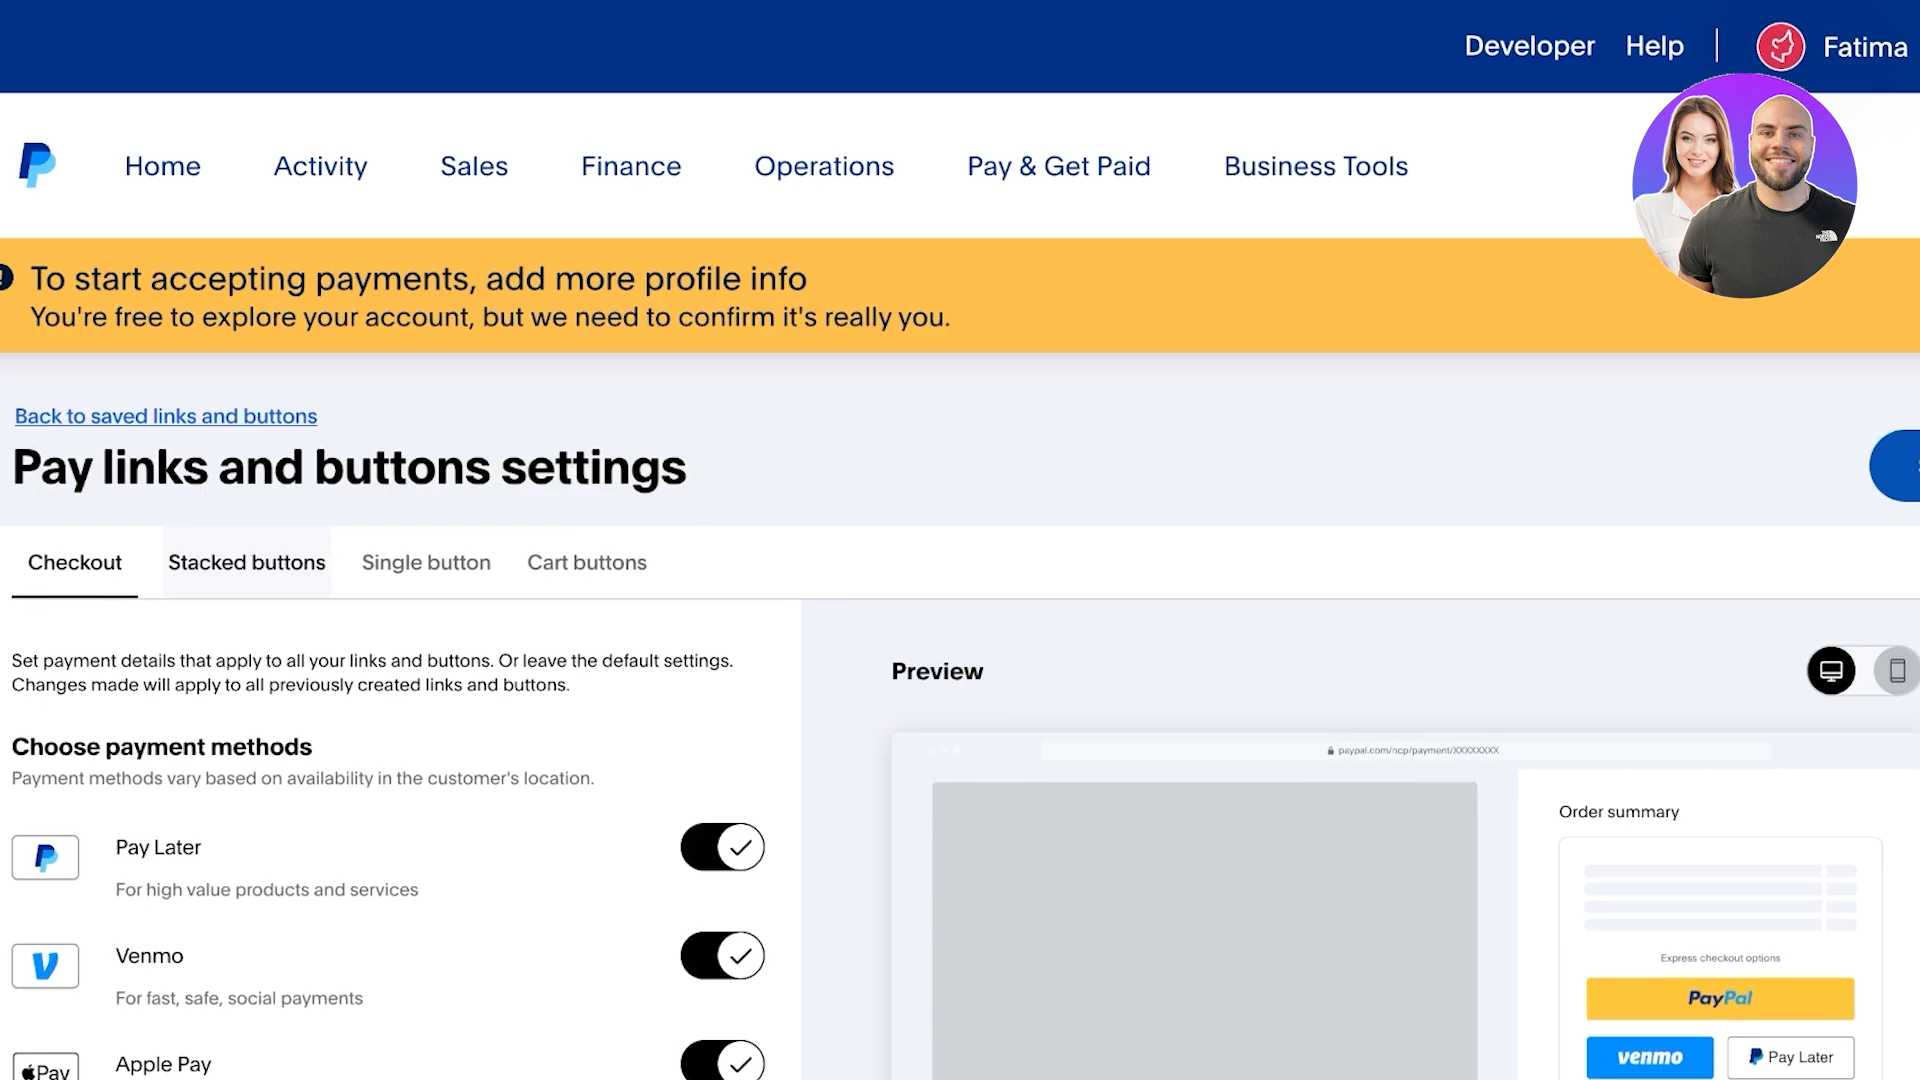 Developer Help Fatima
Home Activity Sales Finance Operations Pay & Get Paid Business Tools
To start accepting payments, add more profile info
You're free to explore your account, but we need to confirm it's really you.
Back to saved links and buttons
Pay links and buttons settings
Checkout Stacked buttons Single button Cart buttons
Set payment details that apply to all your links and buttons. Or leave the default settings.
Changes made will apply to all previously created links and buttons.
Choose payment methods
Payment methods vary based on availability in the customer's location.
Pay Later
For high value products and services
Venmo
For fast, safe, social payments
Pay
Apple Pay
Preview
paypal.com/ncp/payment/XXXXXXXX
Order summary
Express checkout options
PayPal
venmo
Pay Later